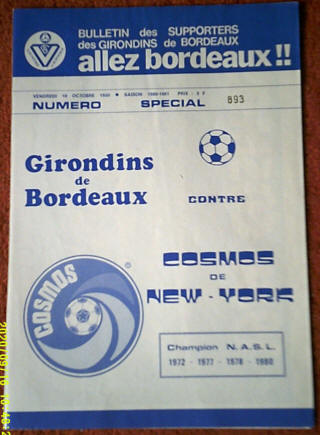 BULLETIN des SUPPORTERS
des GIRONDINS de BORDEAUX
allez bordeaux!!
VENDREDI 10 OCTOBRE 1980 ● SAISON 1980-1981 PRIX : 5 F
NUMERO SPECIAL 893
Girondins
de
Bordeaux
CONTRE
COSMOS
DE
NEW-YORK
COSMOS
Champion N.A.S.L.
1972 - 1977 - 1978 - 1980